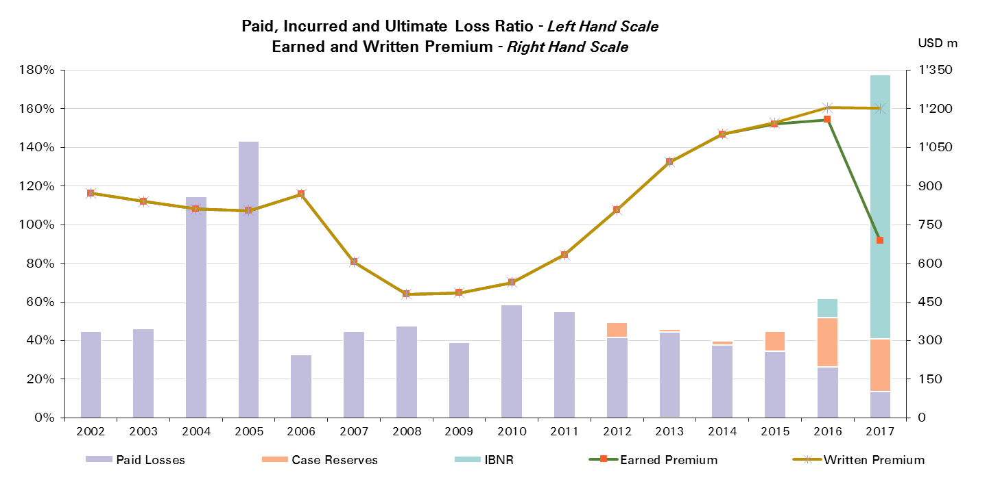 Paid, Incurred and Ultimate Loss Ratio - Left Hand Scale
Earned and Written Premium - Right Hand Scale
USD m
180% 1'350
160% 1'200
140% 1'050
120% 900
100% 750
80% 600
60% 450
40% 300
20% 150
0% 0
2002 2003 2004 2005 2006 2007 2008 2009 2010 2011 2012 2013 2014 2015 2016 2017
Paid Losses Case Reserves IBNR Earned Premium Written Premium